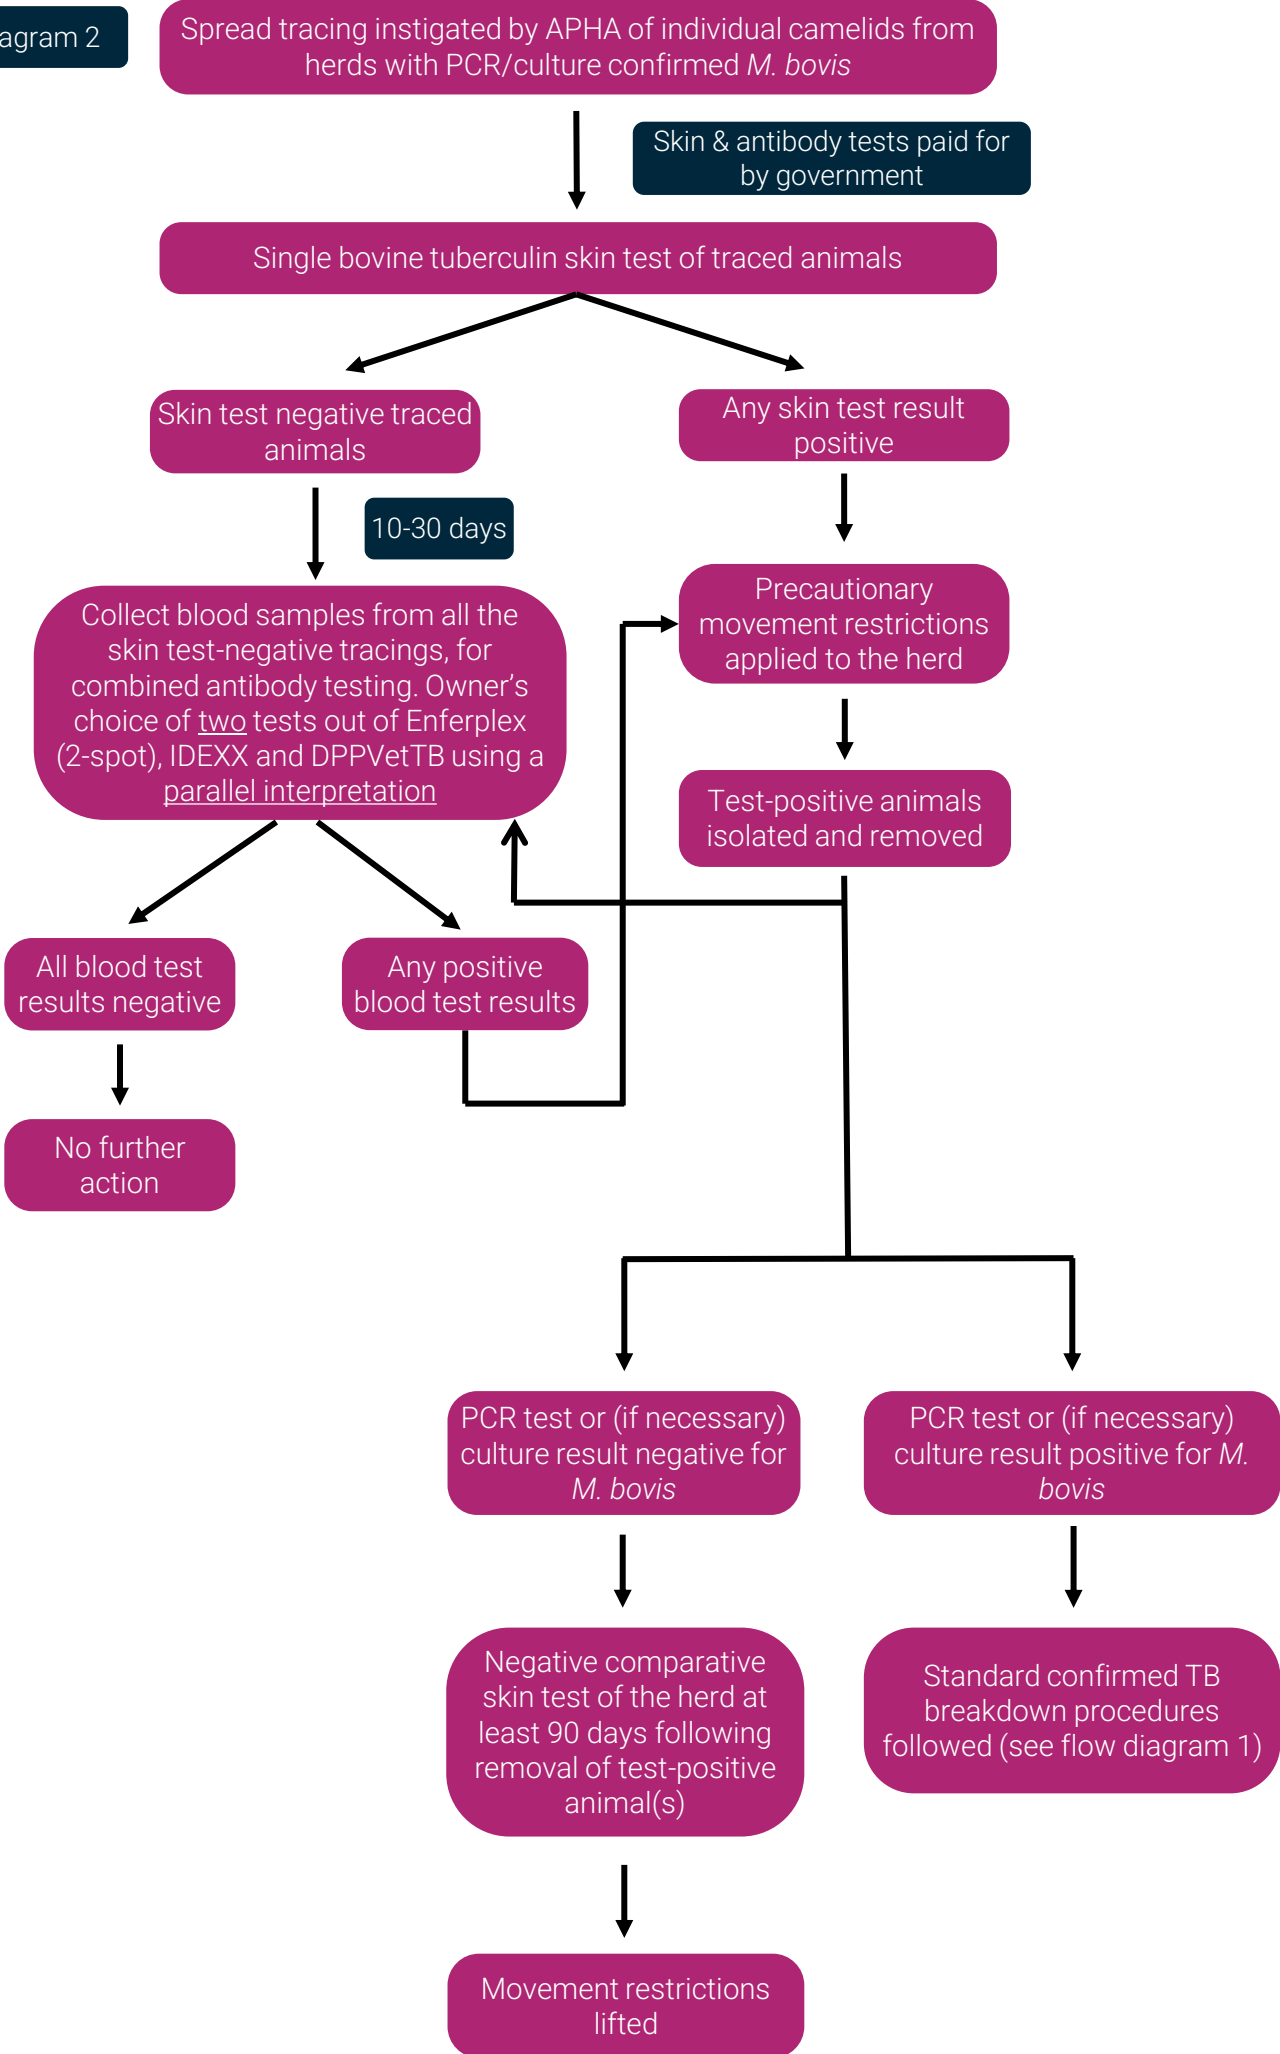 agram 2
Spread tracing instigated by APHA of individual camelids from
herds with PCR/culture confirmed M. bovis
Skin & antibody tests paid for
by government
Single bovine tuberculin skin test of traced animals
Skin test negative traced
animals
Any skin test result
positive
10-30 days
Collect blood samples from all the
skin test-negative tracings, for
combined antibody testing. Owner’s
choice of two tests out of Enferplex
(2-spot), IDEXX and DPPVetTB using a
parallel interpretation
Precautionary
movement restrictions
applied to the herd
Test-positive animals
isolated and removed
All blood test
results negative
Any positive
blood test results
No further
action
PCR test or (if necessary)
culture result negative for
M. bovis
PCR test or (if necessary)
culture result positive for M.
bovis
Negative comparative
skin test of the herd at
least 90 days following
removal of test-positive
animal(s)
Standard confirmed TB
breakdown procedures
followed (see flow diagram 1)
Movement restrictions
lifted